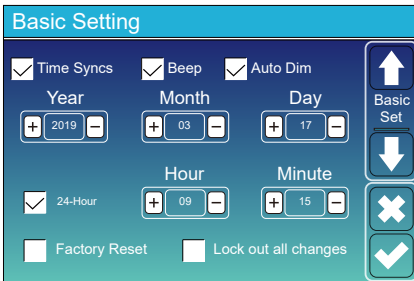 Basic Setting
Time Syncs Beep Auto Dim
Year Month Day
+ 2019 − + 03 − + 17 −
Basic
Set
Hour Minute
24-Hour + 09 − + 15 −
Factory Reset Lock out all changes